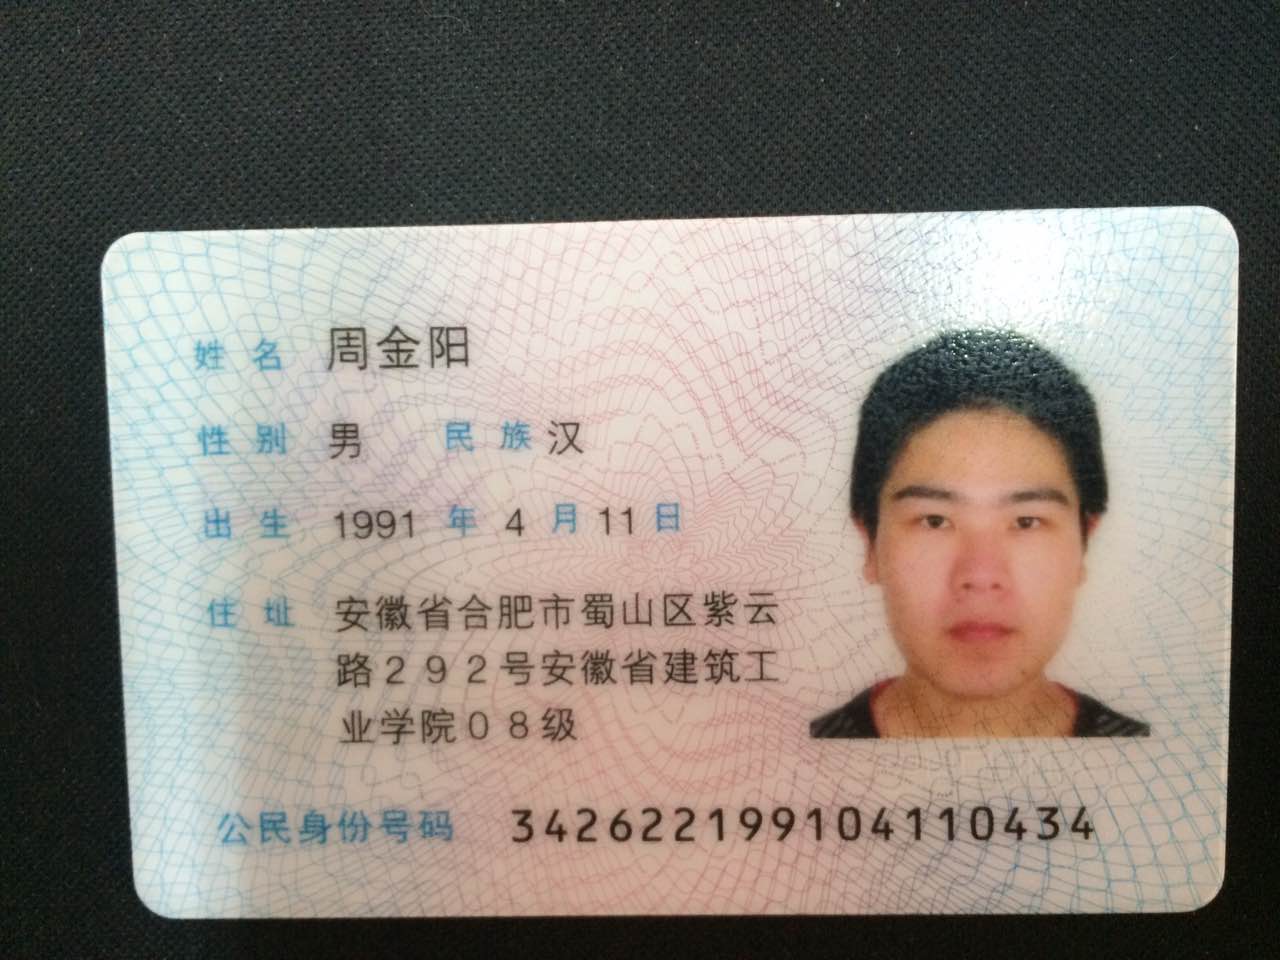 姓名 周金阳
性别 男 民族 汉
出生 1991 年 4 月 11 日
住址 安徽省合肥市蜀山区紫云
路292号安徽省建筑工
业学院08级
公民身份号码 342622199104110434